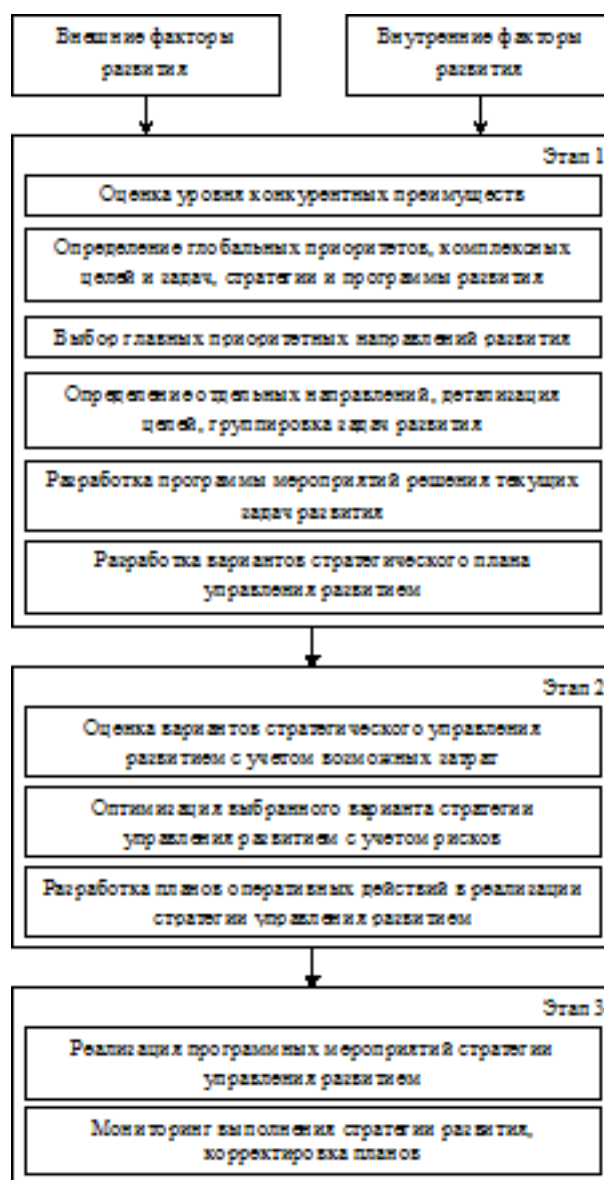 Внешние факторы
развития
Внутренние факторы
развития
Этап 1
Оценка уровня конкурентных преимуществ
Определение глобальных приоритетов, комплексных
целей и задач, стратегии и программы развития
Выбор главных приоритетных направлений развития
Определение отдельных направлений, детализация
целей, группировка задач развития
Разработка программы мероприятий решения текущих
задач развития
Разработка вариантов стратегического плана
управления развитием
Этап 2
Оценка вариантов стратегического управления
развитием с учетом возможных затрат
Оптимизация выбранного варианта стратегии
управления развитием с учетом рисков
Разработка планов оперативных действий в реализации
стратегии управления развитием
Этап 3
Реализация программных мероприятий стратегии
управления развитием
Мониторинг выполнения стратегии развития,
корректировка планов